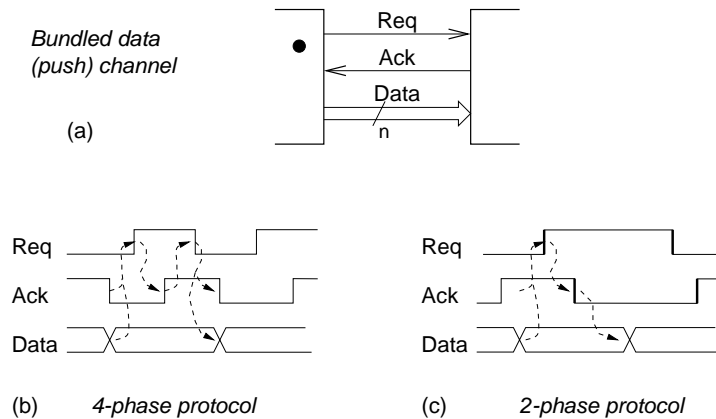 Bundled data
(push) channel
(a)
Req
Ack
Data
n
Req
Ack
Data
(b) 4-phase protocol
Req
Ack
Data
(c) 2-phase protocol